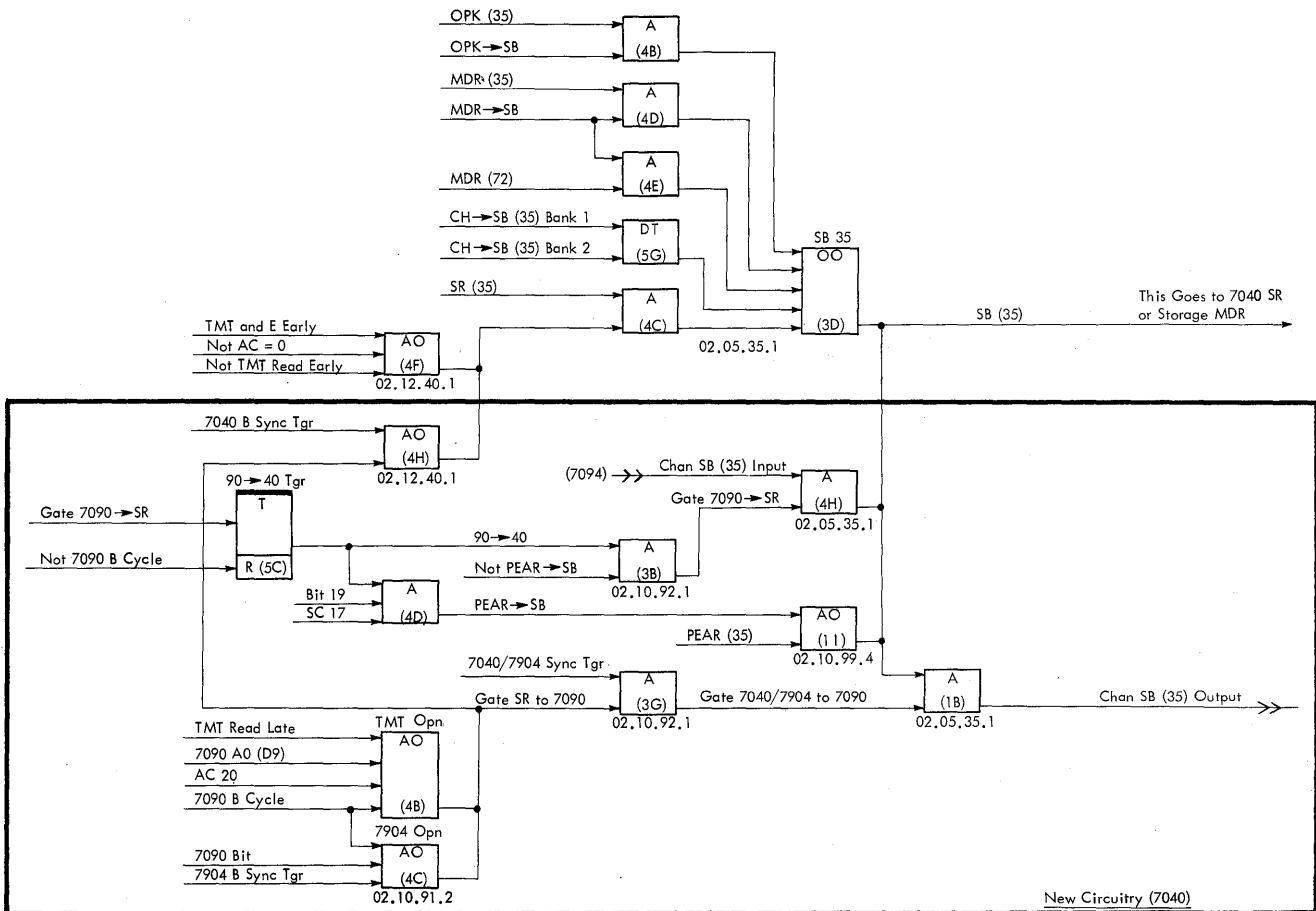 OPK (35)
A
(4B)
OPK→SB
MDR (35)
A
(4D)
MDR→SB
A
(4E)
MDR (72)
CH→SB (35) Bank 1
DT
(5G)
CH→SB (35) Bank 2
SB 35
OO
(3D)
SR (35)
A
(4C)
02.05.35.1
SB (35)
This Goes to 7040 SR
or Storage MDR
TMT and E Early
Not AC = 0
Not TMT Read Early
AO
(4F)
02.12.40.1
7040 B Sync Tgr
AO
(4H)
02.12.40.1
90→40 Tgr
T
R (5C)
Gate 7090→SR
Not 7090 B Cycle
(7094)
Chan SB (35) Input
Gate 7090→SR
A
(4H)
02.05.35.1
90→40
Not PEAR→SB
A
(3B)
02.10.92.1
Bit 19
SC 17
A
(4D)
PEAR→SB
PEAR (35)
AO
(11)
02.10.99.4
7040/7904 Sync Tgr
Gate SR to 7090
A
(3G)
02.10.92.1
Gate 7040/7904 to 7090
A
(1B)
02.05.35.1
Chan SB (35) Output
TMT Opn
TMT Read Late
7090 A0 (D9)
AC 20
7090 B Cycle
AO
(4B)
7904 Opn
7090 Bit
7904 B Sync Tgr
AO
(4C)
02.10.91.2
New Circuitry (7040)